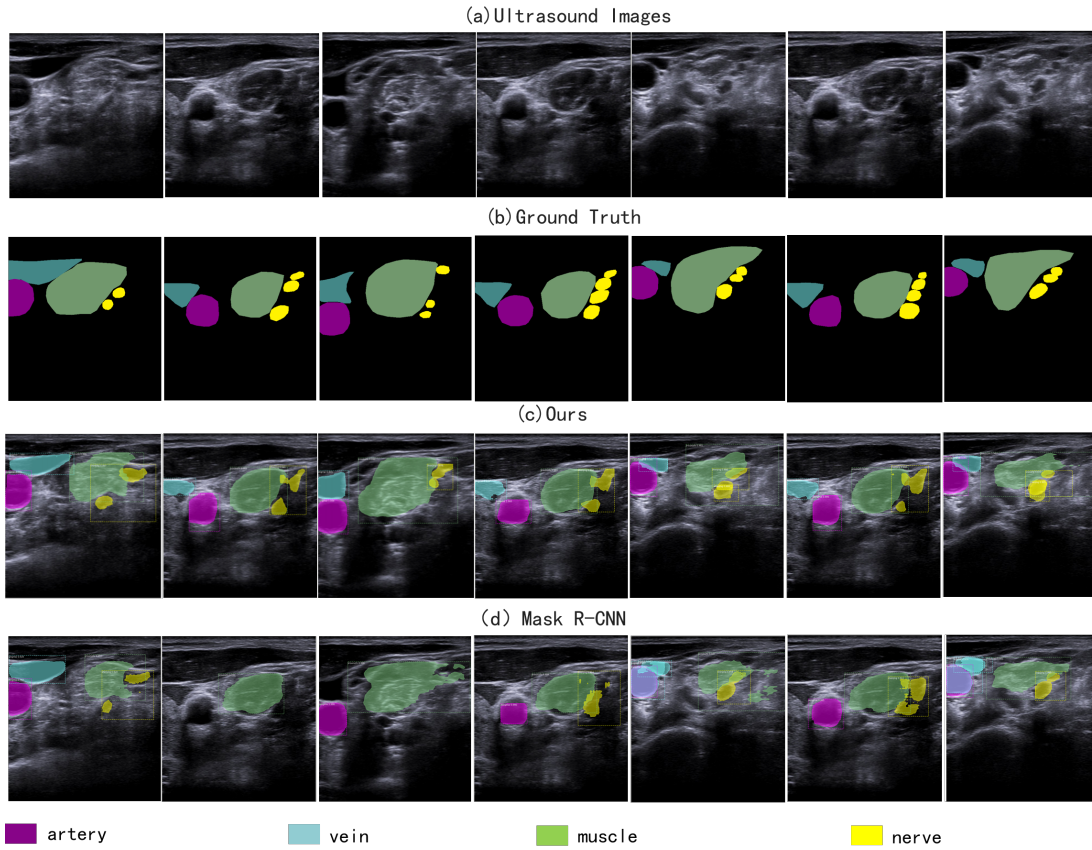 (a)Ultrasound Images
(b)Ground Truth
(c)Ours
(d) Mask R-CNN
artery
vein
muscle
nerve